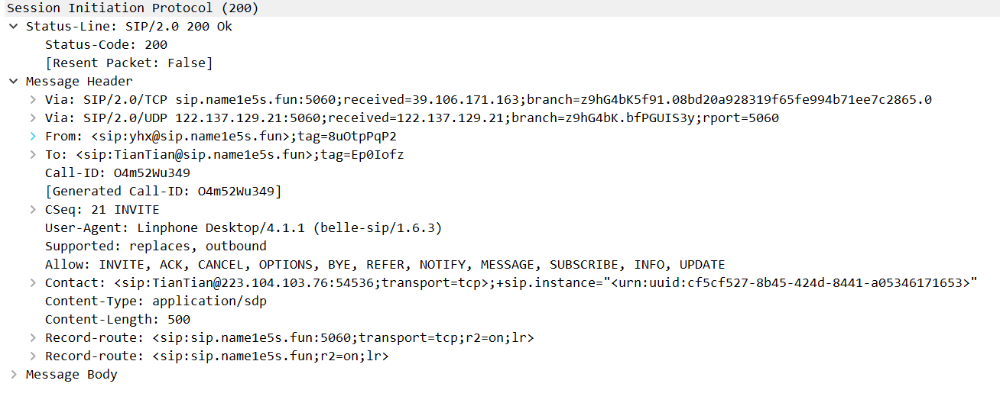 Session Initiation Protocol (200)
Status-Line: SIP/2.0 200 Ok
Status-Code: 200
[Resent Packet: False]
Message Header
Via: SIP/2.0/TCP sip.name1e5s.fun:5060;received=39.106.171.163;branch=z9hG4bK5f91.08bd20a928319f65fe994b71ee7c2865.0
Via: SIP/2.0/UDP 122.137.129.21:5060;received=122.137.129.21;branch=z9hG4bK.bfPGUIS3y;rport=5060
From: <sip:yhx@sip.name1e5s.fun>;tag=8uOtpPqP2
To: <sip:TianTian@sip.name1e5s.fun>;tag=Ep0Iofz
Call-ID: O4m52Wu349
[Generated Call-ID: O4m52Wu349]
CSeq: 21 INVITE
User-Agent: Linphone Desktop/4.1.1 (belle-sip/1.6.3)
Supported: replaces, outbound
Allow: INVITE, ACK, CANCEL, OPTIONS, BYE, REFER, NOTIFY, MESSAGE, SUBSCRIBE, INFO, UPDATE
Contact: <sip:TianTian@223.104.103.76:54536;transport=tcp>;+sip.instance="<urn:uuid:cf5cf527-8b45-424d-8441-a05346171653>"
Content-Type: application/sdp
Content-Length: 500
Record-route: <sip:sip.name1e5s.fun:5060;transport=tcp;r2=on;lr>
Record-route: <sip:sip.name1e5s.fun;r2=on;lr>
Message Body